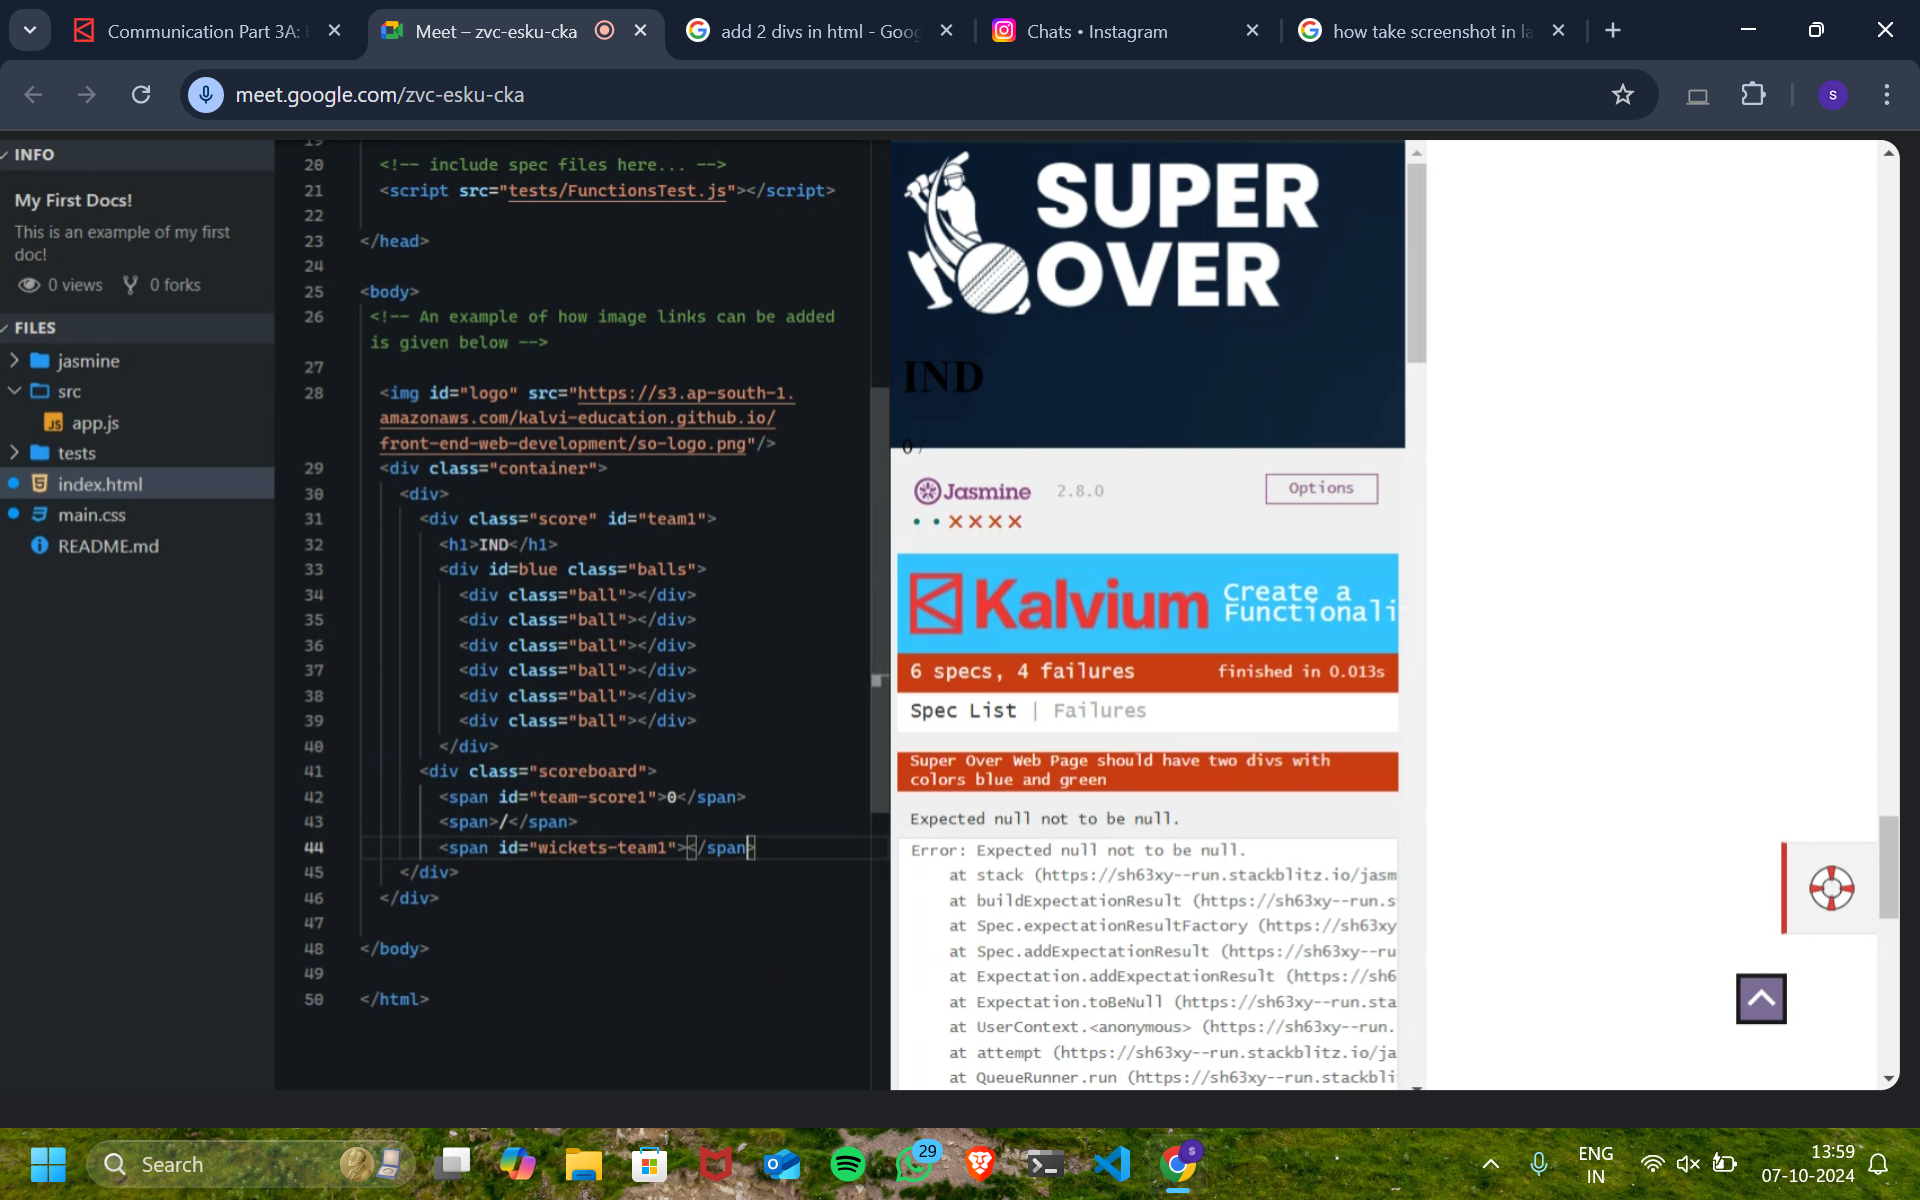 Communication Part 3A:
Meet – zvc-esku-cka
add 2 divs in html - Goog
Chats • Instagram
how take screenshot in la
meet.google.com/zvc-esku-cka
s
INFO
My First Docs!
This is an example of my first
doc!
0 views 0 forks
FILES
jasmine
src
app.js
tests
index.html
main.css
README.md
19
20 <!-- include spec files here... -->
21 <script src="tests/FunctionsTest.js"></script>
22
23 </head>
24
25 <body>
26 <!-- An example of how image links can be added
is given below -->
27
28 <img id="logo" src="https://s3.ap-south-1.
amazonaws.com/kalvi-education.github.io/
front-end-web-development/so-logo.png"/>
29 <div class="container">
30 <div>
31 <div class="score" id="team1">
32 <h1>IND</h1>
33 <div id=blue class="balls">
34 <div class="ball"></div>
35 <div class="ball"></div>
36 <div class="ball"></div>
37 <div class="ball"></div>
38 <div class="ball"></div>
39 <div class="ball"></div>
40 </div>
41 <div class="scoreboard">
42 <span id="team-score1">0</span>
43 <span>/</span>
44 <span id="wickets-team1"></span>
45 </div>
46 </div>
47
48 </body>
49
50 </html>
SUPER
OVER
IND
0 /
Jasmine 2.8.0 Options
• • × × × ×
Kalvium Create a
Functionali
6 specs, 4 failures finished in 0.013s
Spec List | Failures
Super Over Web Page should have two divs with
colors blue and green
Expected null not to be null.
Error: Expected null not to be null.
at stack (https://sh63xy--run.stackblitz.io/jasm
at buildExpectationResult (https://sh63xy--run.s
at Spec.expectationResultFactory (https://sh63xy
at Spec.addExpectationResult (https://sh63xy--ru
at Expectation.addExpectationResult (https://sh6
at Expectation.toBeNull (https://sh63xy--run.sta
at UserContext.<anonymous> (https://sh63xy--run.
at attempt (https://sh63xy--run.stackblitz.io/ja
at QueueRunner.run (https://sh63xy--run.stackbli
Search
29
s
ENG
IN
13:59
07-10-2024